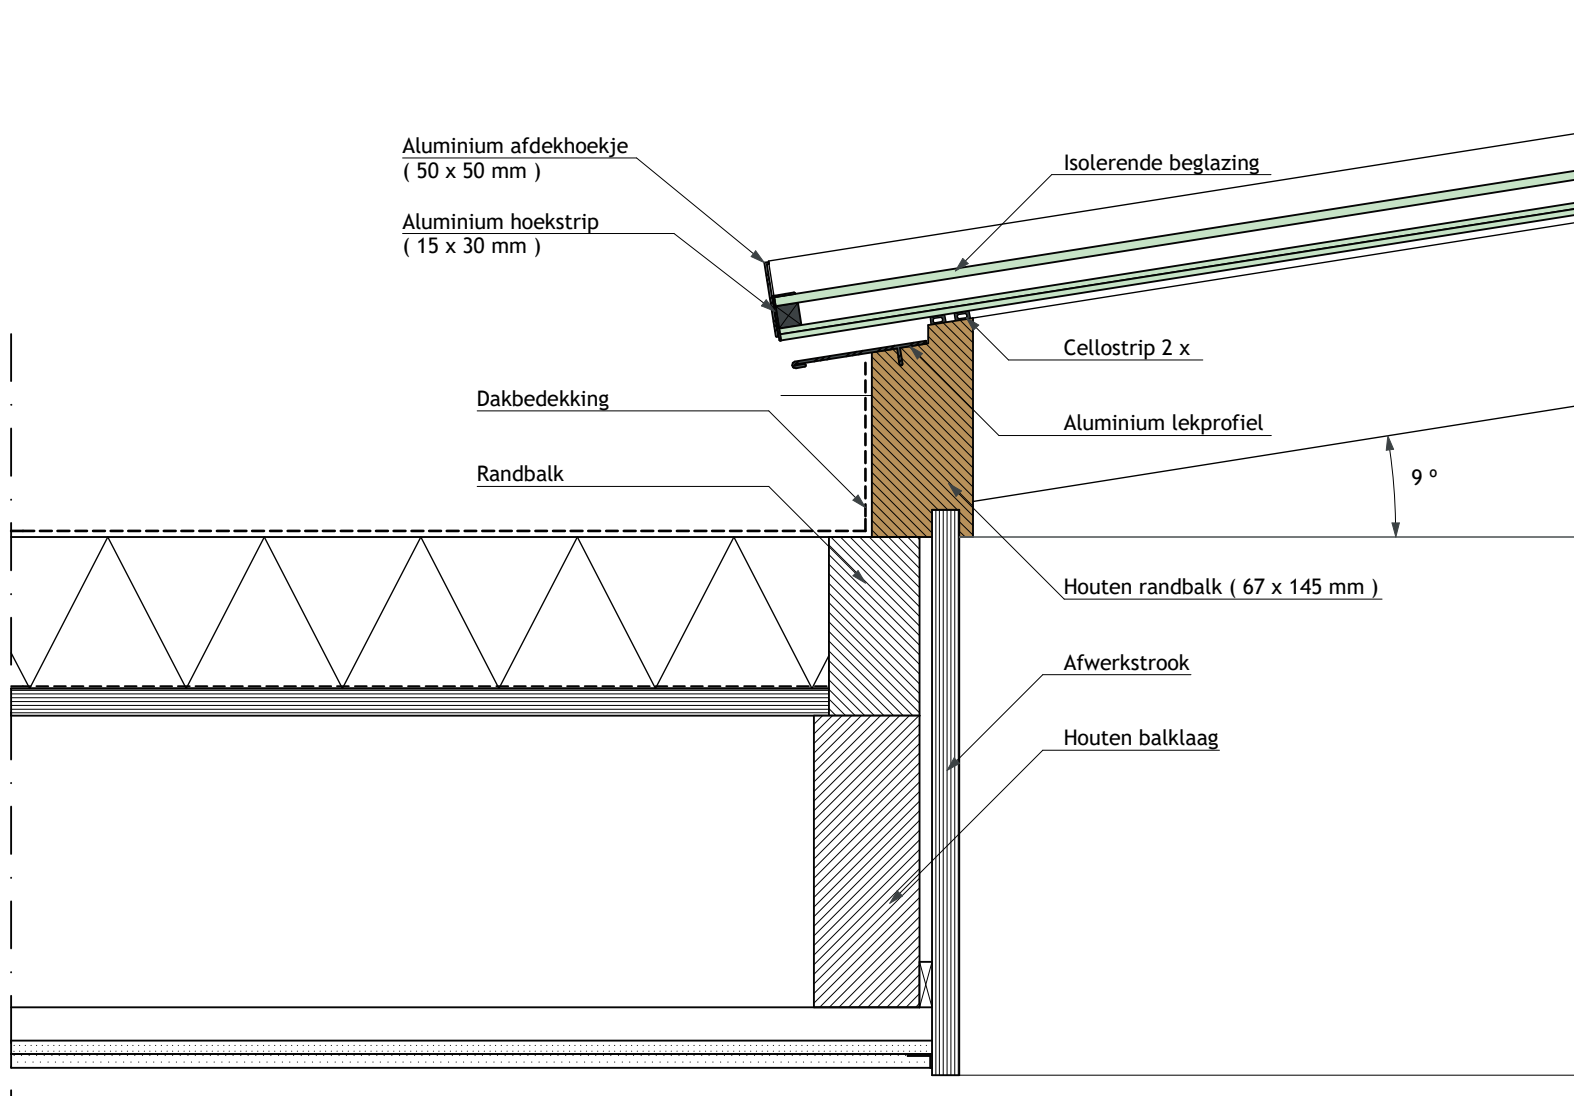 Aluminium afdekhoekje
( 50 x 50 mm )
Isolerende beglazing
Aluminium hoekstrip
( 15 x 30 mm )
Cellostrip 2 x
Dakbedekking
Aluminium lekprofiel
Randbalk
9 º
Houten randbalk ( 67 x 145 mm )
Afwerkstrook
Houten balklaag